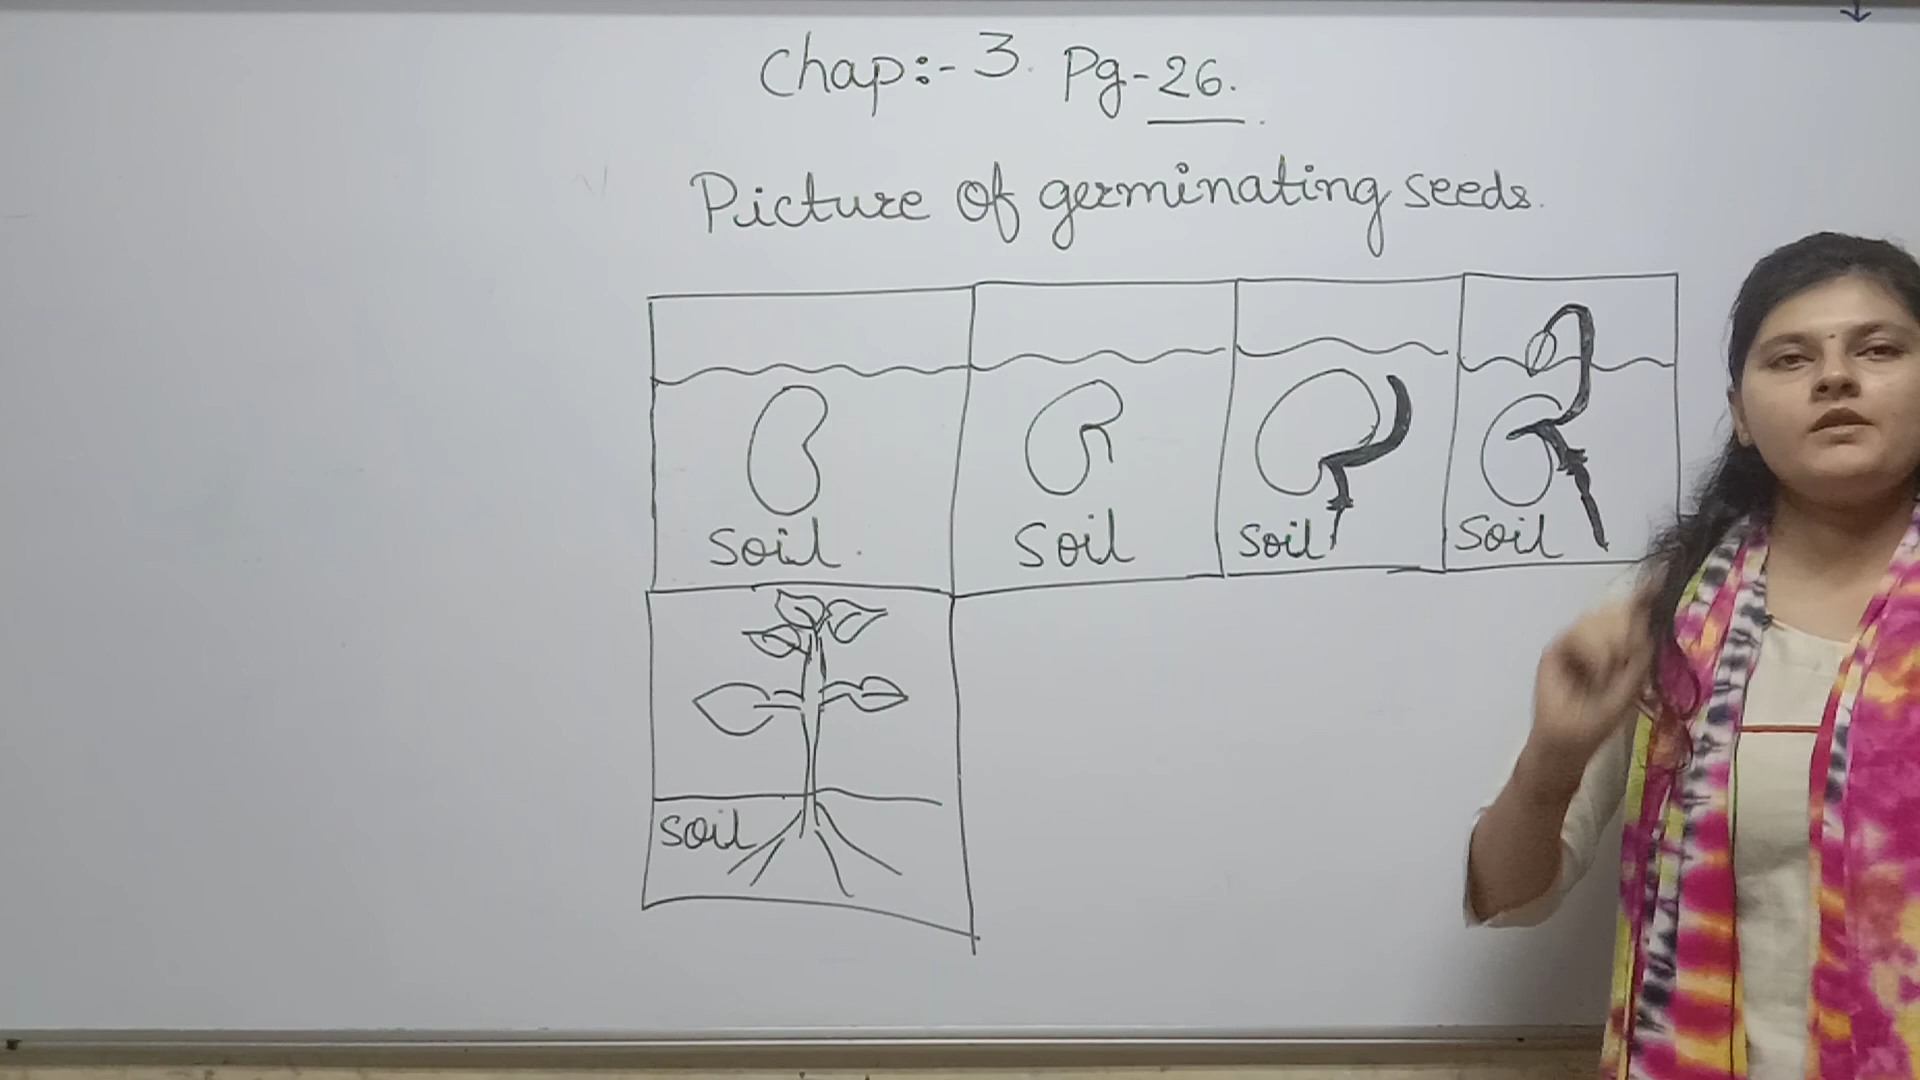 Chap:- 3. Pg-26.
Picture of germinating seeds.
Soil.
Soil
Soil
Soil
Soil